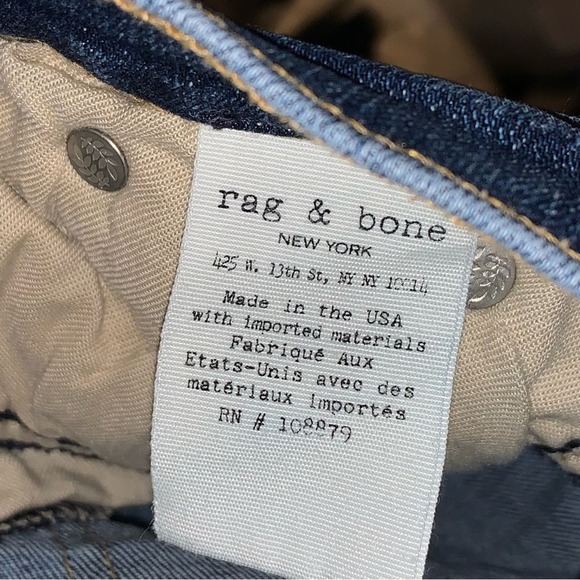 rag & bone
NEW YORK
425 W. 13th St, NY NY 10014
Made in the USA
with imported materials
Fabriqué Aux
Etats-Unis avec des
matériaux importés
RN # 108879